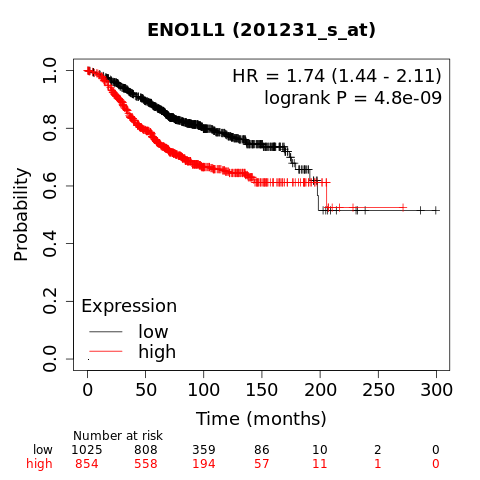 ENO1L1 (201231_s_at)
HR = 1.74 (1.44 - 2.11)
logrank P = 4.8e-09
Probability
1.0
0.8
0.6
0.4
0.2
0.0
Expression
low
high
0 50 100 150 200 250 300
Time (months)
Number at risk
low 1025 808 359 86 10 2 0
high 854 558 194 57 11 1 0